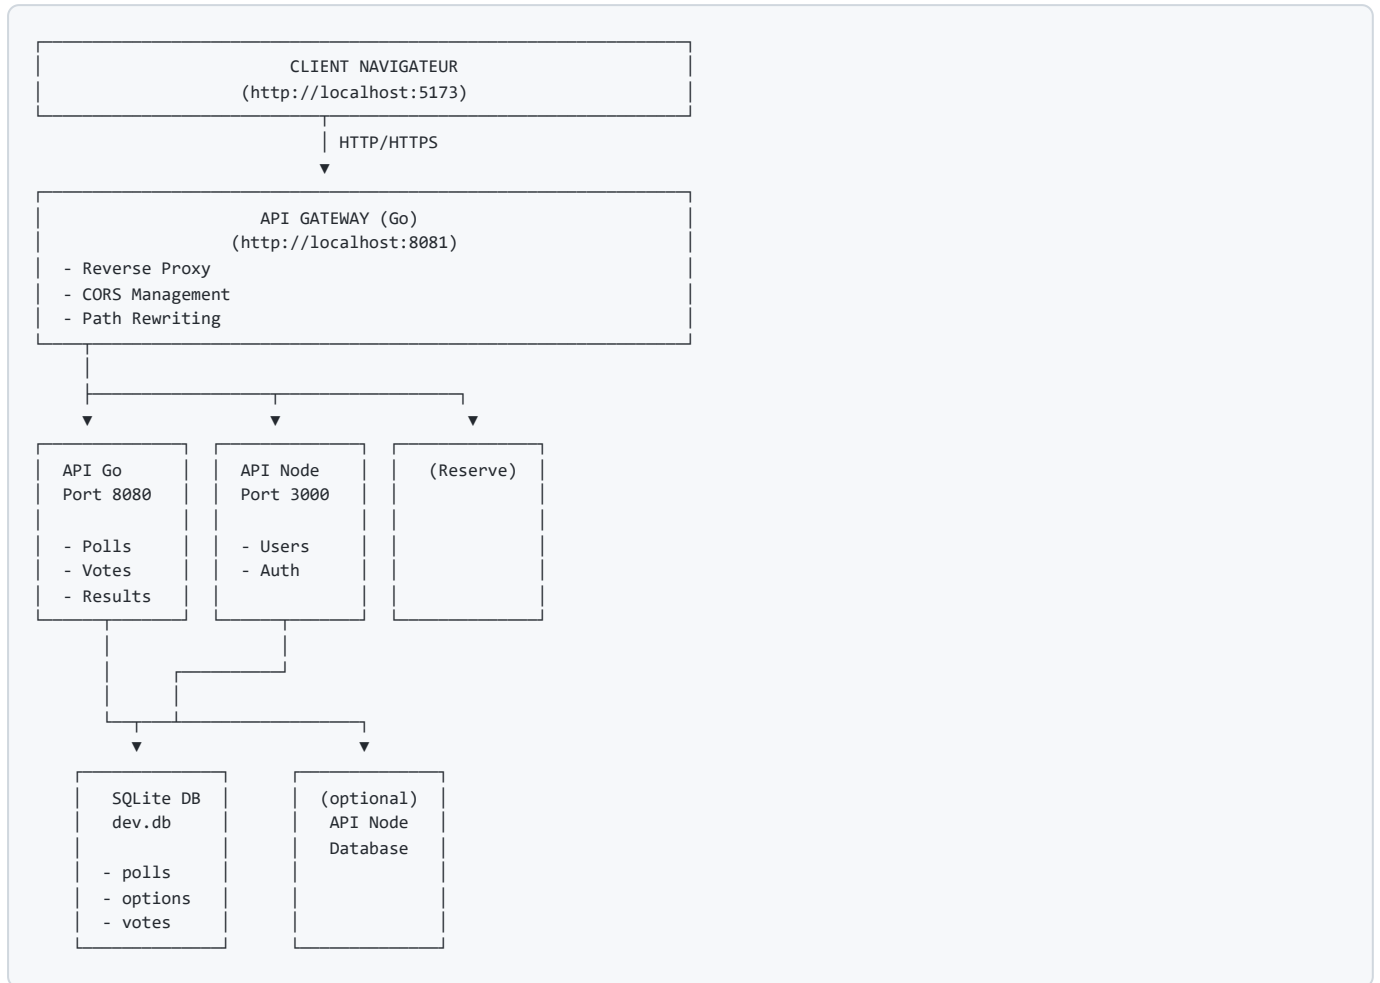 CLIENT NAVIGATEUR
(http://localhost:5173)
HTTP/HTTPS
API GATEWAY (Go)
(http://localhost:8081)
- Reverse Proxy
- CORS Management
- Path Rewriting
API Go
Port 8080
- Polls
- Votes
- Results
API Node
Port 3000
- Users
- Auth
(Reserve)
SQLite DB
dev.db
- polls
- options
- votes
(optional)
API Node
Database